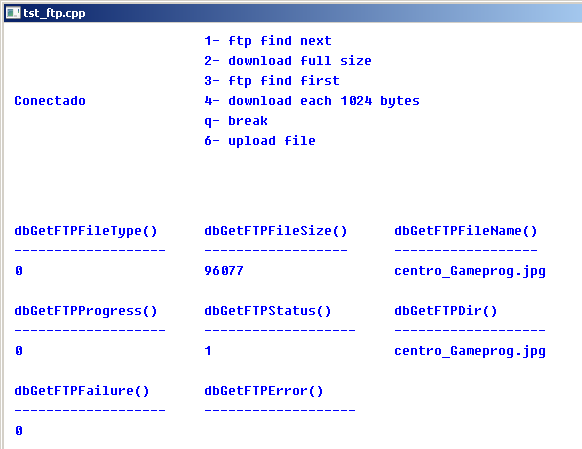 tst_ftp.cpp
1- ftp find next
2- download full size
3- ftp find first
Conectado 4- download each 1024 bytes
q- break
6- upload file
dbGetFTPFileType() dbGetFTPFileSize() dbGetFTPFileName()
------------------- ------------------ ------------------
0 96077 centro_Gameprog.jpg
dbGetFTPProgress() dbGetFTPStatus() dbGetFTPDir()
------------------- ------------------- -------------------
0 1 centro_Gameprog.jpg
dbGetFTPFailure() dbGetFTPError()
------------------- -------------------
0